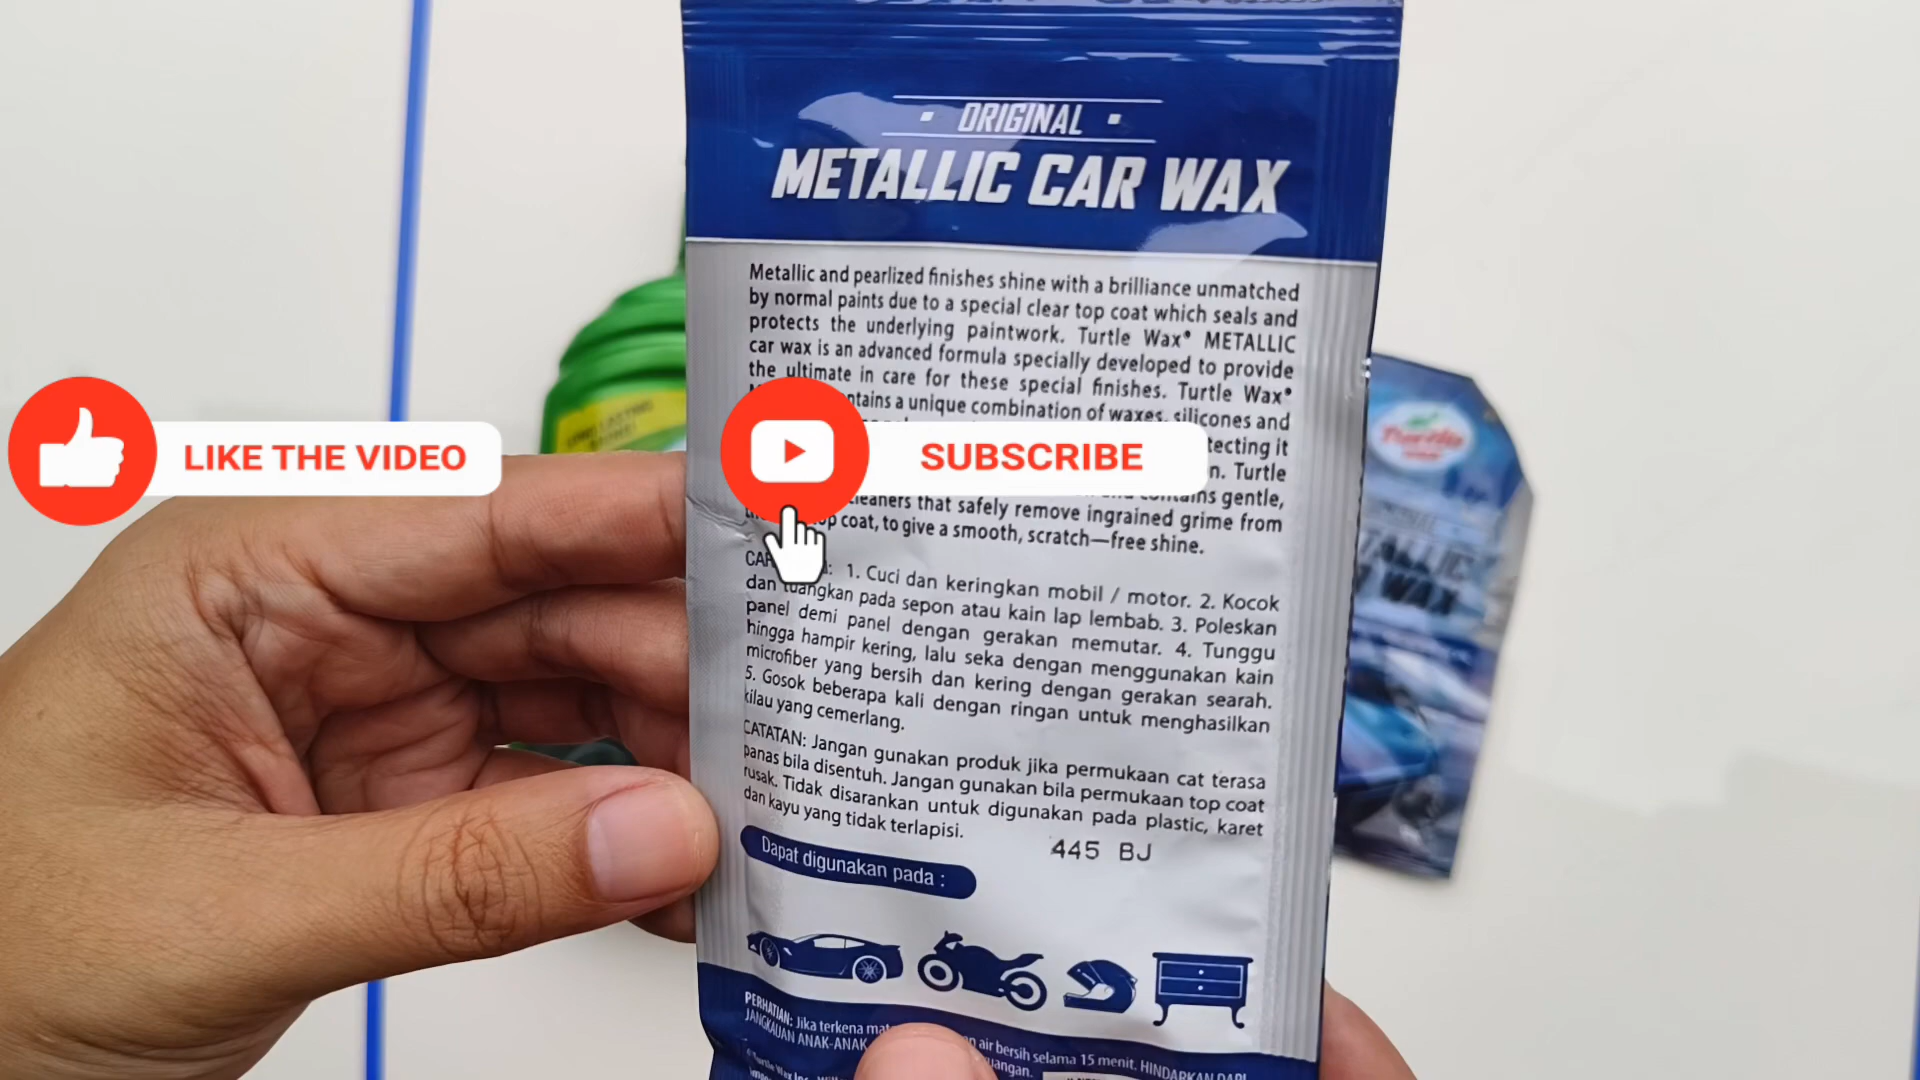 ORIGINAL
METALLIC CAR WAX
Metallic and pearlized finishes shine with a brilliance unmatched
by normal paints due to a special clear top coat which seals and
protects the underlying paintwork. Turtle Wax® METALLIC
car wax is an advanced formula specially developed to provide
the ultimate in care for these special finishes. Turtle Wax®
a unique combination of waxes, silicones and
it
Turtle
gentle,
that safely remove ingrained grime from
coat, to give a smooth, scratch—free shine.
LIKE THE VIDEO
SUBSCRIBE
1. Cuci dan keringkan mobil / motor. 2. Kocok
dan tuangkan pada sepon atau kain lap lembab. 3. Poleskan
panel demi panel dengan gerakan memutar. 4. Tunggu
hingga hampir kering, lalu seka dengan menggunakan kain
microfiber yang bersih dan kering dengan gerakan searah.
5. Gosok beberapa kali dengan ringan untuk menghasilkan
kilau yang cemerlang.
CATATAN: Jangan gunakan produk jika permukaan cat terasa
panas bila disentuh. Jangan gunakan bila permukaan top coat
rusak. Tidak disarankan untuk digunakan pada plastic, karet
dan kayu yang tidak terlapisi.
445 BJ
Dapat digunakan pada :
PERHATIAN: Jika terkena air bersih selama 15 menit. HINDARKAN DARI
JANGKAUAN ANAK-ANAK
Turtle Wax Inc.
Turtle